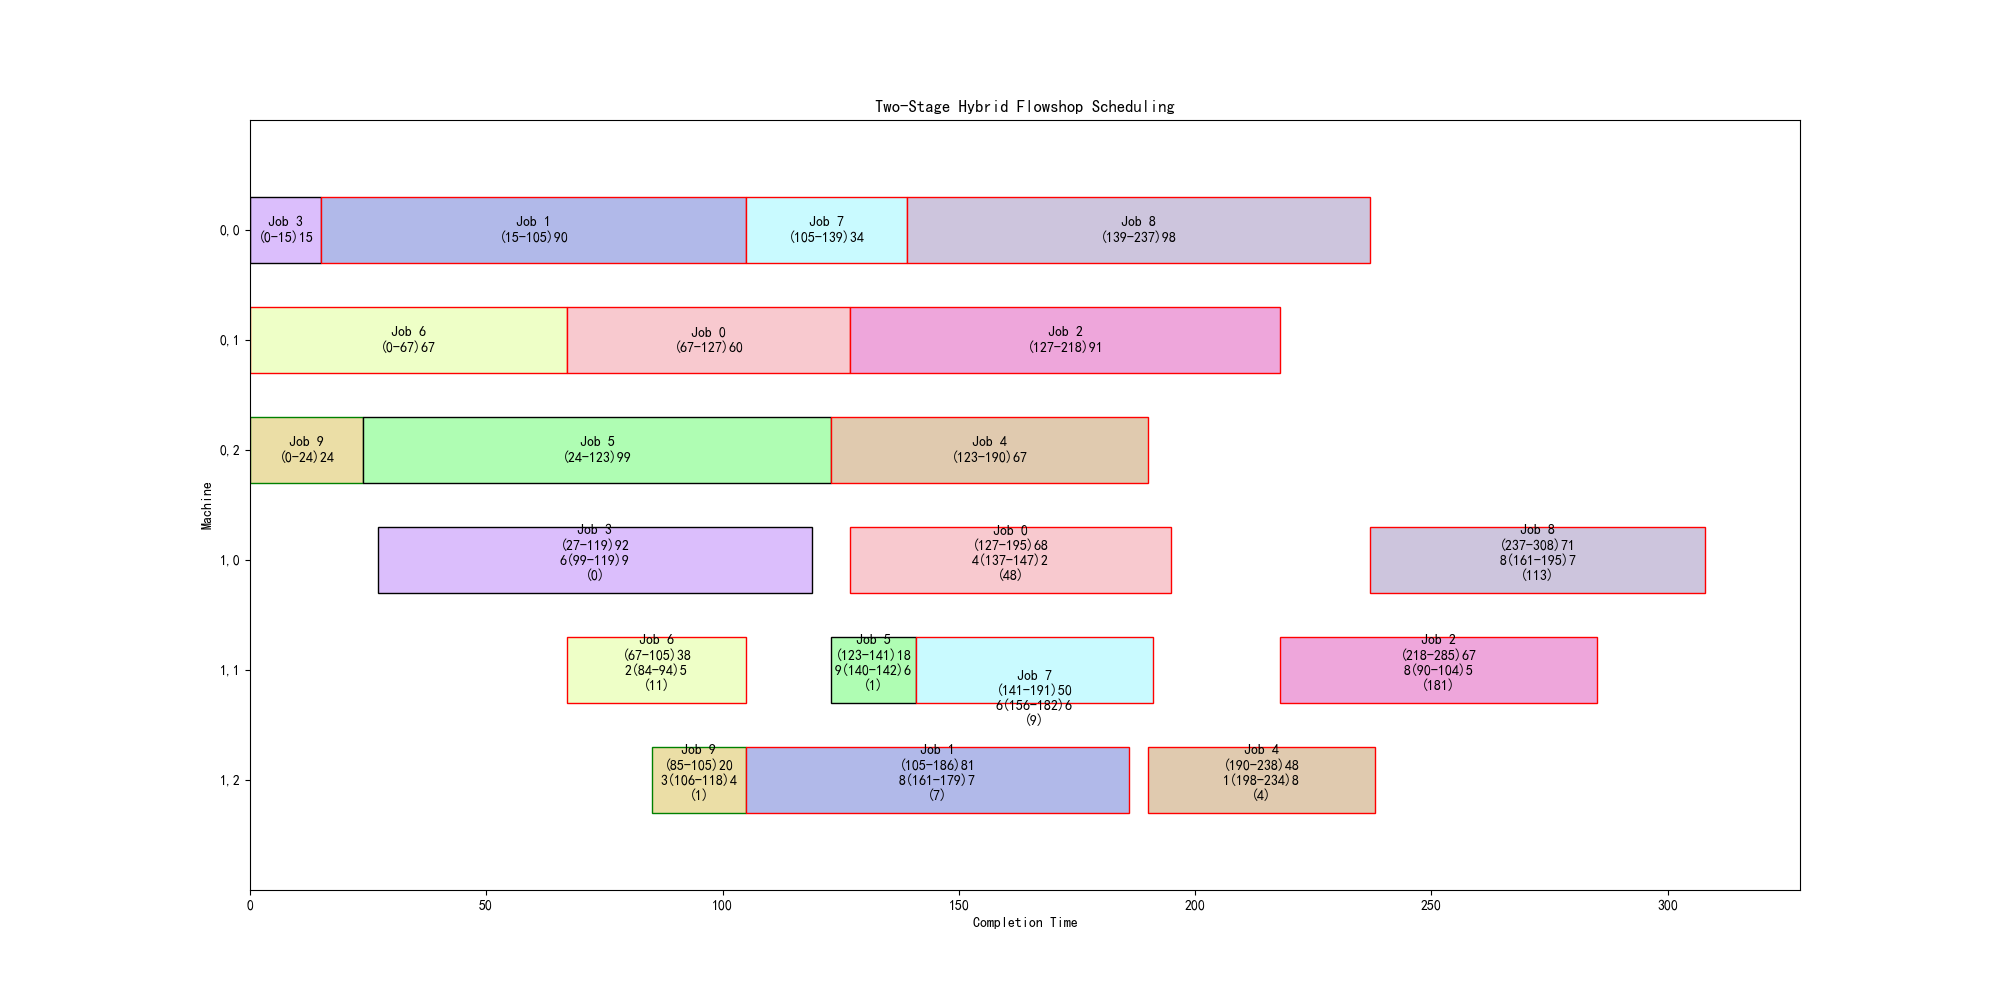 Two-Stage Hybrid Flowshop Scheduling
Machine
0,0
Job 3
(0-15)15
Job 1
(15-105)90
Job 7
(105-139)34
Job 8
(139-237)98
0,1
Job 6
(0-67)67
Job 0
(67-127)60
Job 2
(127-218)91
0,2
Job 9
(0-24)24
Job 5
(24-123)99
Job 4
(123-190)67
1,0
Job 3
(27-119)92
6(99-119)9
(0)
Job 0
(127-195)68
4(137-147)2
(48)
Job 8
(237-308)71
8(161-195)7
(113)
1,1
Job 6
(67-105)38
2(84-94)5
(11)
Job 5
(123-141)18
9(140-142)6
(1)
Job 7
(141-191)50
6(156-182)6
(9)
Job 2
(218-285)67
8(90-104)5
(181)
1,2
Job 9
(85-105)20
3(106-118)4
(1)
Job 1
(105-186)81
8(161-179)7
(7)
Job 4
(190-238)48
1(198-234)8
(4)
0 50 100 150 200 250 300
Completion Time